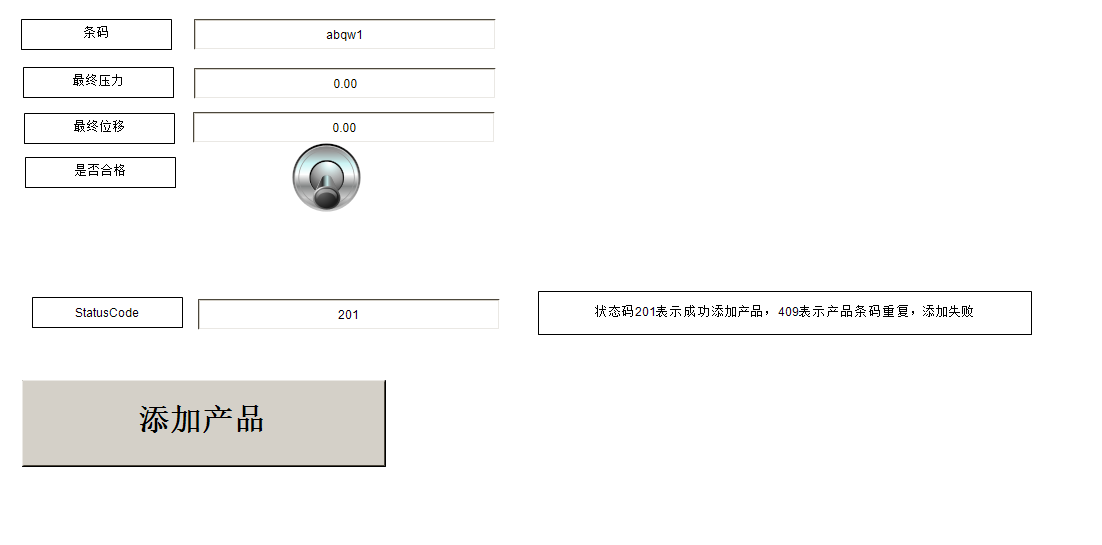 条码
abqw1
最终压力
0.00
最终位移
0.00
是否合格
StatusCode
201
状态码201表示成功添加产品，409表示产品条码重复，添加失败
添加产品